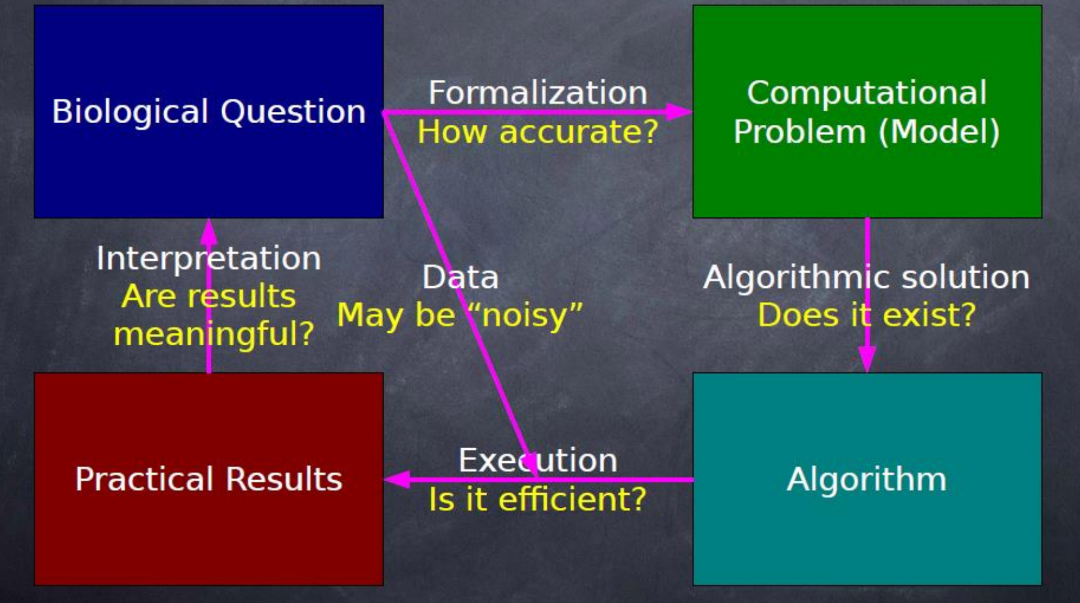 Biological Question
Formalization
How accurate?
Computational
Problem (Model)
Interpretation
Are results
meaningful?
Data
May be “noisy”
Algorithmic solution
Does it exist?
Practical Results
Execution
Is it efficient?
Algorithm